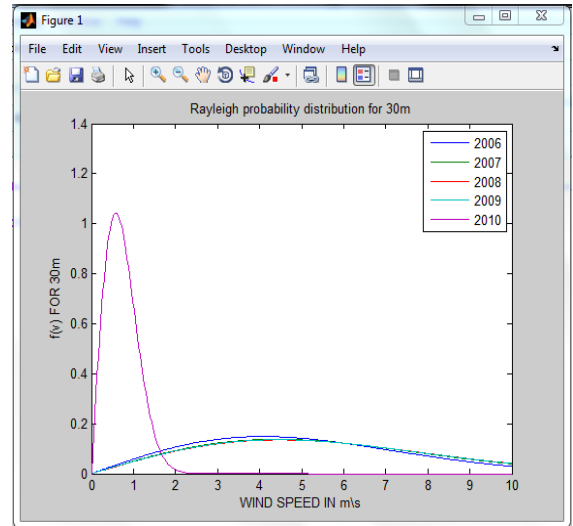 Figure 1
File Edit View Insert Tools Desktop Window Help
Rayleigh probability distribution for 30m
1.4
1.2
1
0.8
0.6
0.4
0.2
0
f(v) FOR 30m
2006
2007
2008
2009
2010
0 1 2 3 4 5 6 7 8 9 10
WIND SPEED IN m\s